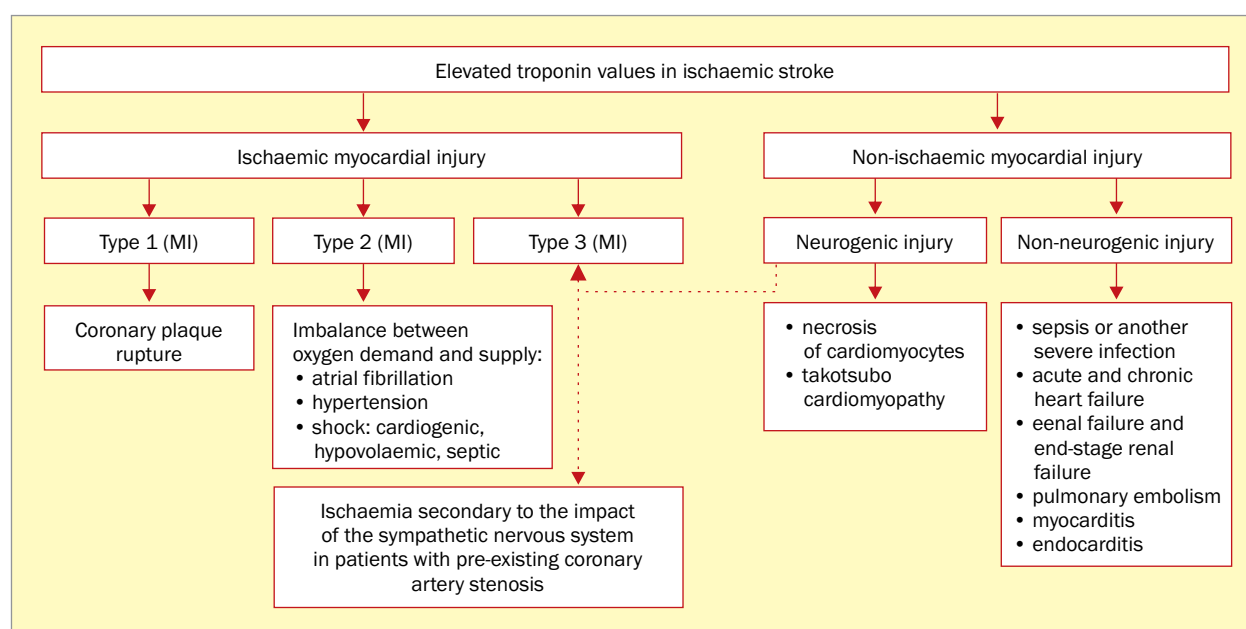 Elevated troponin values in ischaemic stroke
Ischaemic myocardial injury
Non-ischaemic myocardial injury
Type 1 (MI)
Type 2 (MI)
Type 3 (MI)
Neurogenic injury
Non-neurogenic injury
Coronary plaque
rupture
Imbalance between
oxygen demand and supply:
• atrial fibrillation
• hypertension
• shock: cardiogenic,
hypovolaemic, septic
• necrosis
of cardiomyocytes
• takotsubo
cardiomyopathy
• sepsis or another
severe infection
• acute and chronic
heart failure
• eenal failure and
end-stage renal
failure
• pulmonary embolism
• myocarditis
• endocarditis
Ischaemia secondary to the impact
of the sympathetic nervous system
in patients with pre-existing coronary
artery stenosis